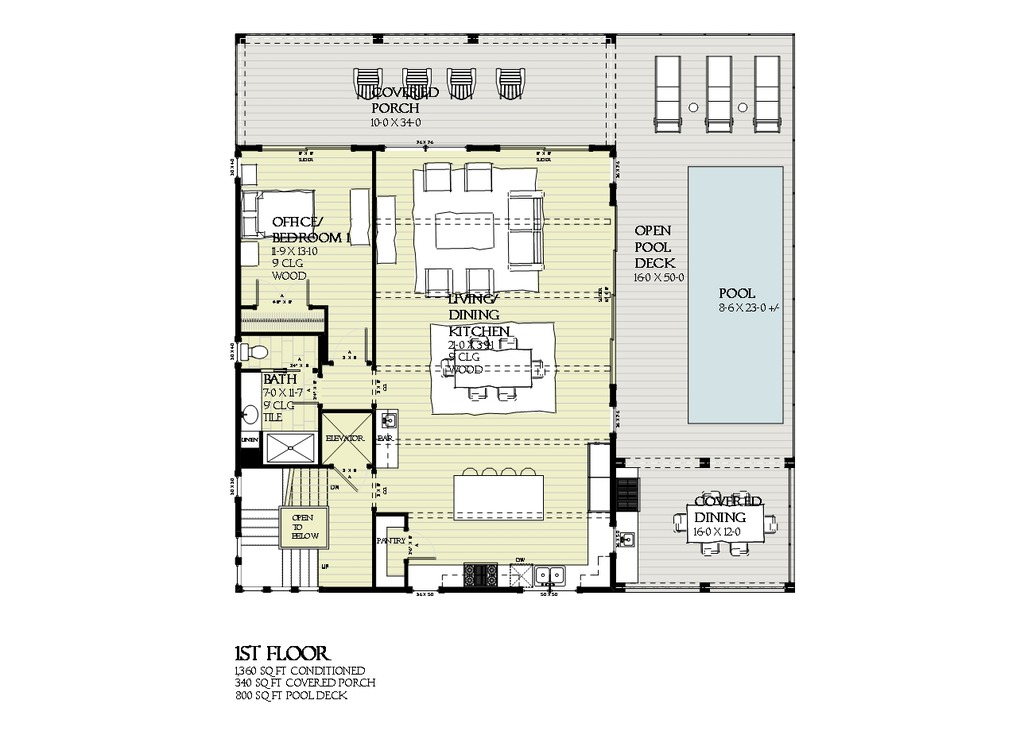 COVERED
PORCH
10-0 X 34-0
SLIDER
SLIDER
OFFICE/
BEDROOM 1
11-9 X 13-10
9' CLG
WOOD
OPEN
POOL
DECK
16-0 X 50-0
POOL
8-6 X 23-0 +/-
LIVING/
DINING
KITCHEN
21-0 X 39-1
9' CLG
WOOD
SLIDER
BATH
7-0 X 11-7
9' CLG
TILE
LINEN
ELEVATOR
BAR
DN
OPEN
TO
BELOW
UP
PANTRY
DW
COVERED
DINING
16-0 X 12-0
1ST FLOOR
1,360 SQ FT CONDITIONED
340 SQ FT COVERED PORCH
800 SQ FT POOL DECK